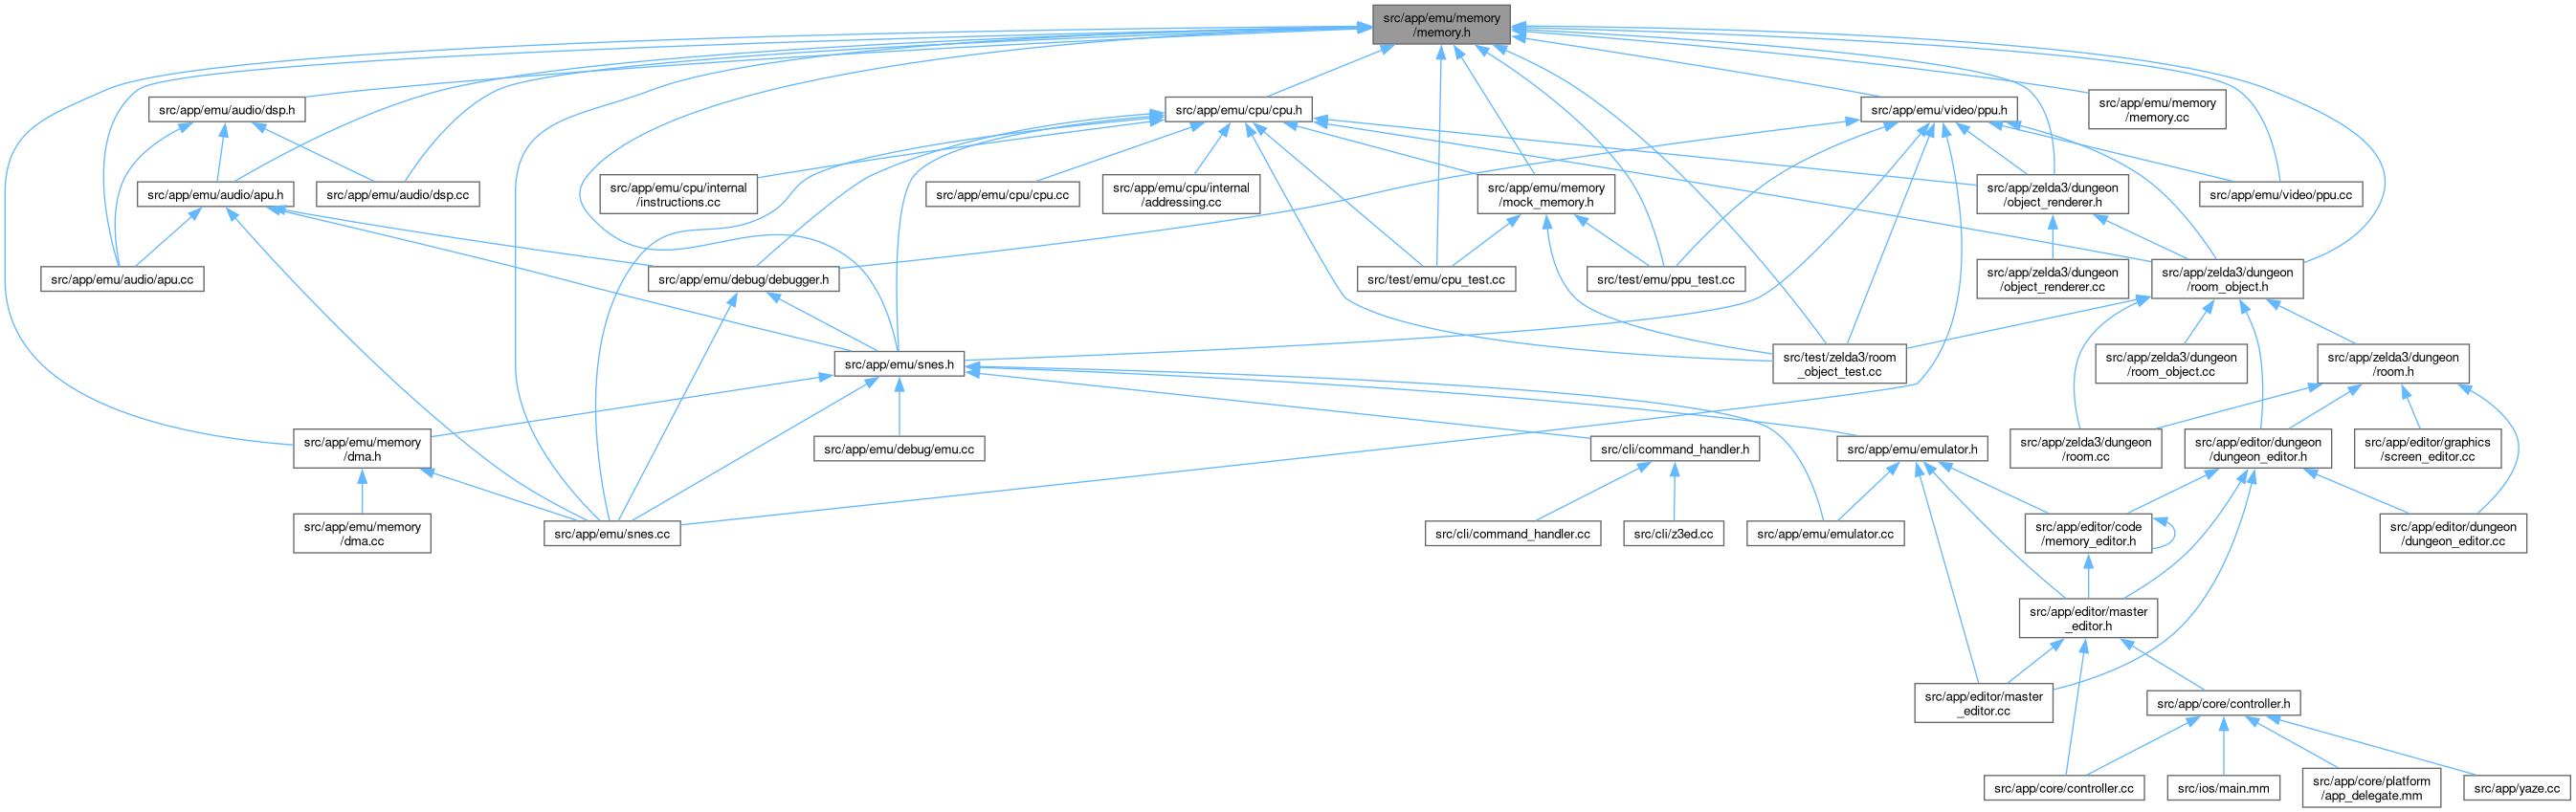 src/app/emu/memory
/memory.h
src/app/emu/audio/dsp.h
src/app/emu/cpu/cpu.h
src/app/emu/video/ppu.h
src/app/emu/memory
/memory.cc
src/app/emu/audio/apu.h
src/app/emu/audio/dsp.cc
src/app/emu/cpu/internal
/instructions.cc
src/app/emu/cpu/cpu.cc
src/app/emu/cpu/internal
/addressing.cc
src/app/emu/memory
/mock_memory.h
src/app/zelda3/dungeon
/object_renderer.h
src/app/emu/video/ppu.cc
src/app/emu/audio/apu.cc
src/app/emu/debug/debugger.h
src/test/emu/cpu_test.cc
src/test/emu/ppu_test.cc
src/app/zelda3/dungeon
/object_renderer.cc
src/app/zelda3/dungeon
/room_object.h
src/app/emu/snes.h
src/test/zelda3/room
_object_test.cc
src/app/zelda3/dungeon
/room_object.cc
src/app/zelda3/dungeon
/room.h
src/app/emu/memory
/dma.h
src/app/emu/debug/emu.cc
src/cli/command_handler.h
src/app/emu/emulator.h
src/app/zelda3/dungeon
/room.cc
src/app/editor/dungeon
/dungeon_editor.h
src/app/editor/graphics
/screen_editor.cc
src/app/emu/memory
/dma.cc
src/app/emu/snes.cc
src/cli/command_handler.cc
src/cli/z3ed.cc
src/app/emu/emulator.cc
src/app/editor/code
/memory_editor.h
src/app/editor/dungeon
/dungeon_editor.cc
src/app/editor/master
_editor.h
src/app/editor/master
_editor.cc
src/app/core/controller.h
src/app/core/controller.cc
src/ios/main.mm
src/app/core/platform
/app_delegate.mm
src/app/yaze.cc